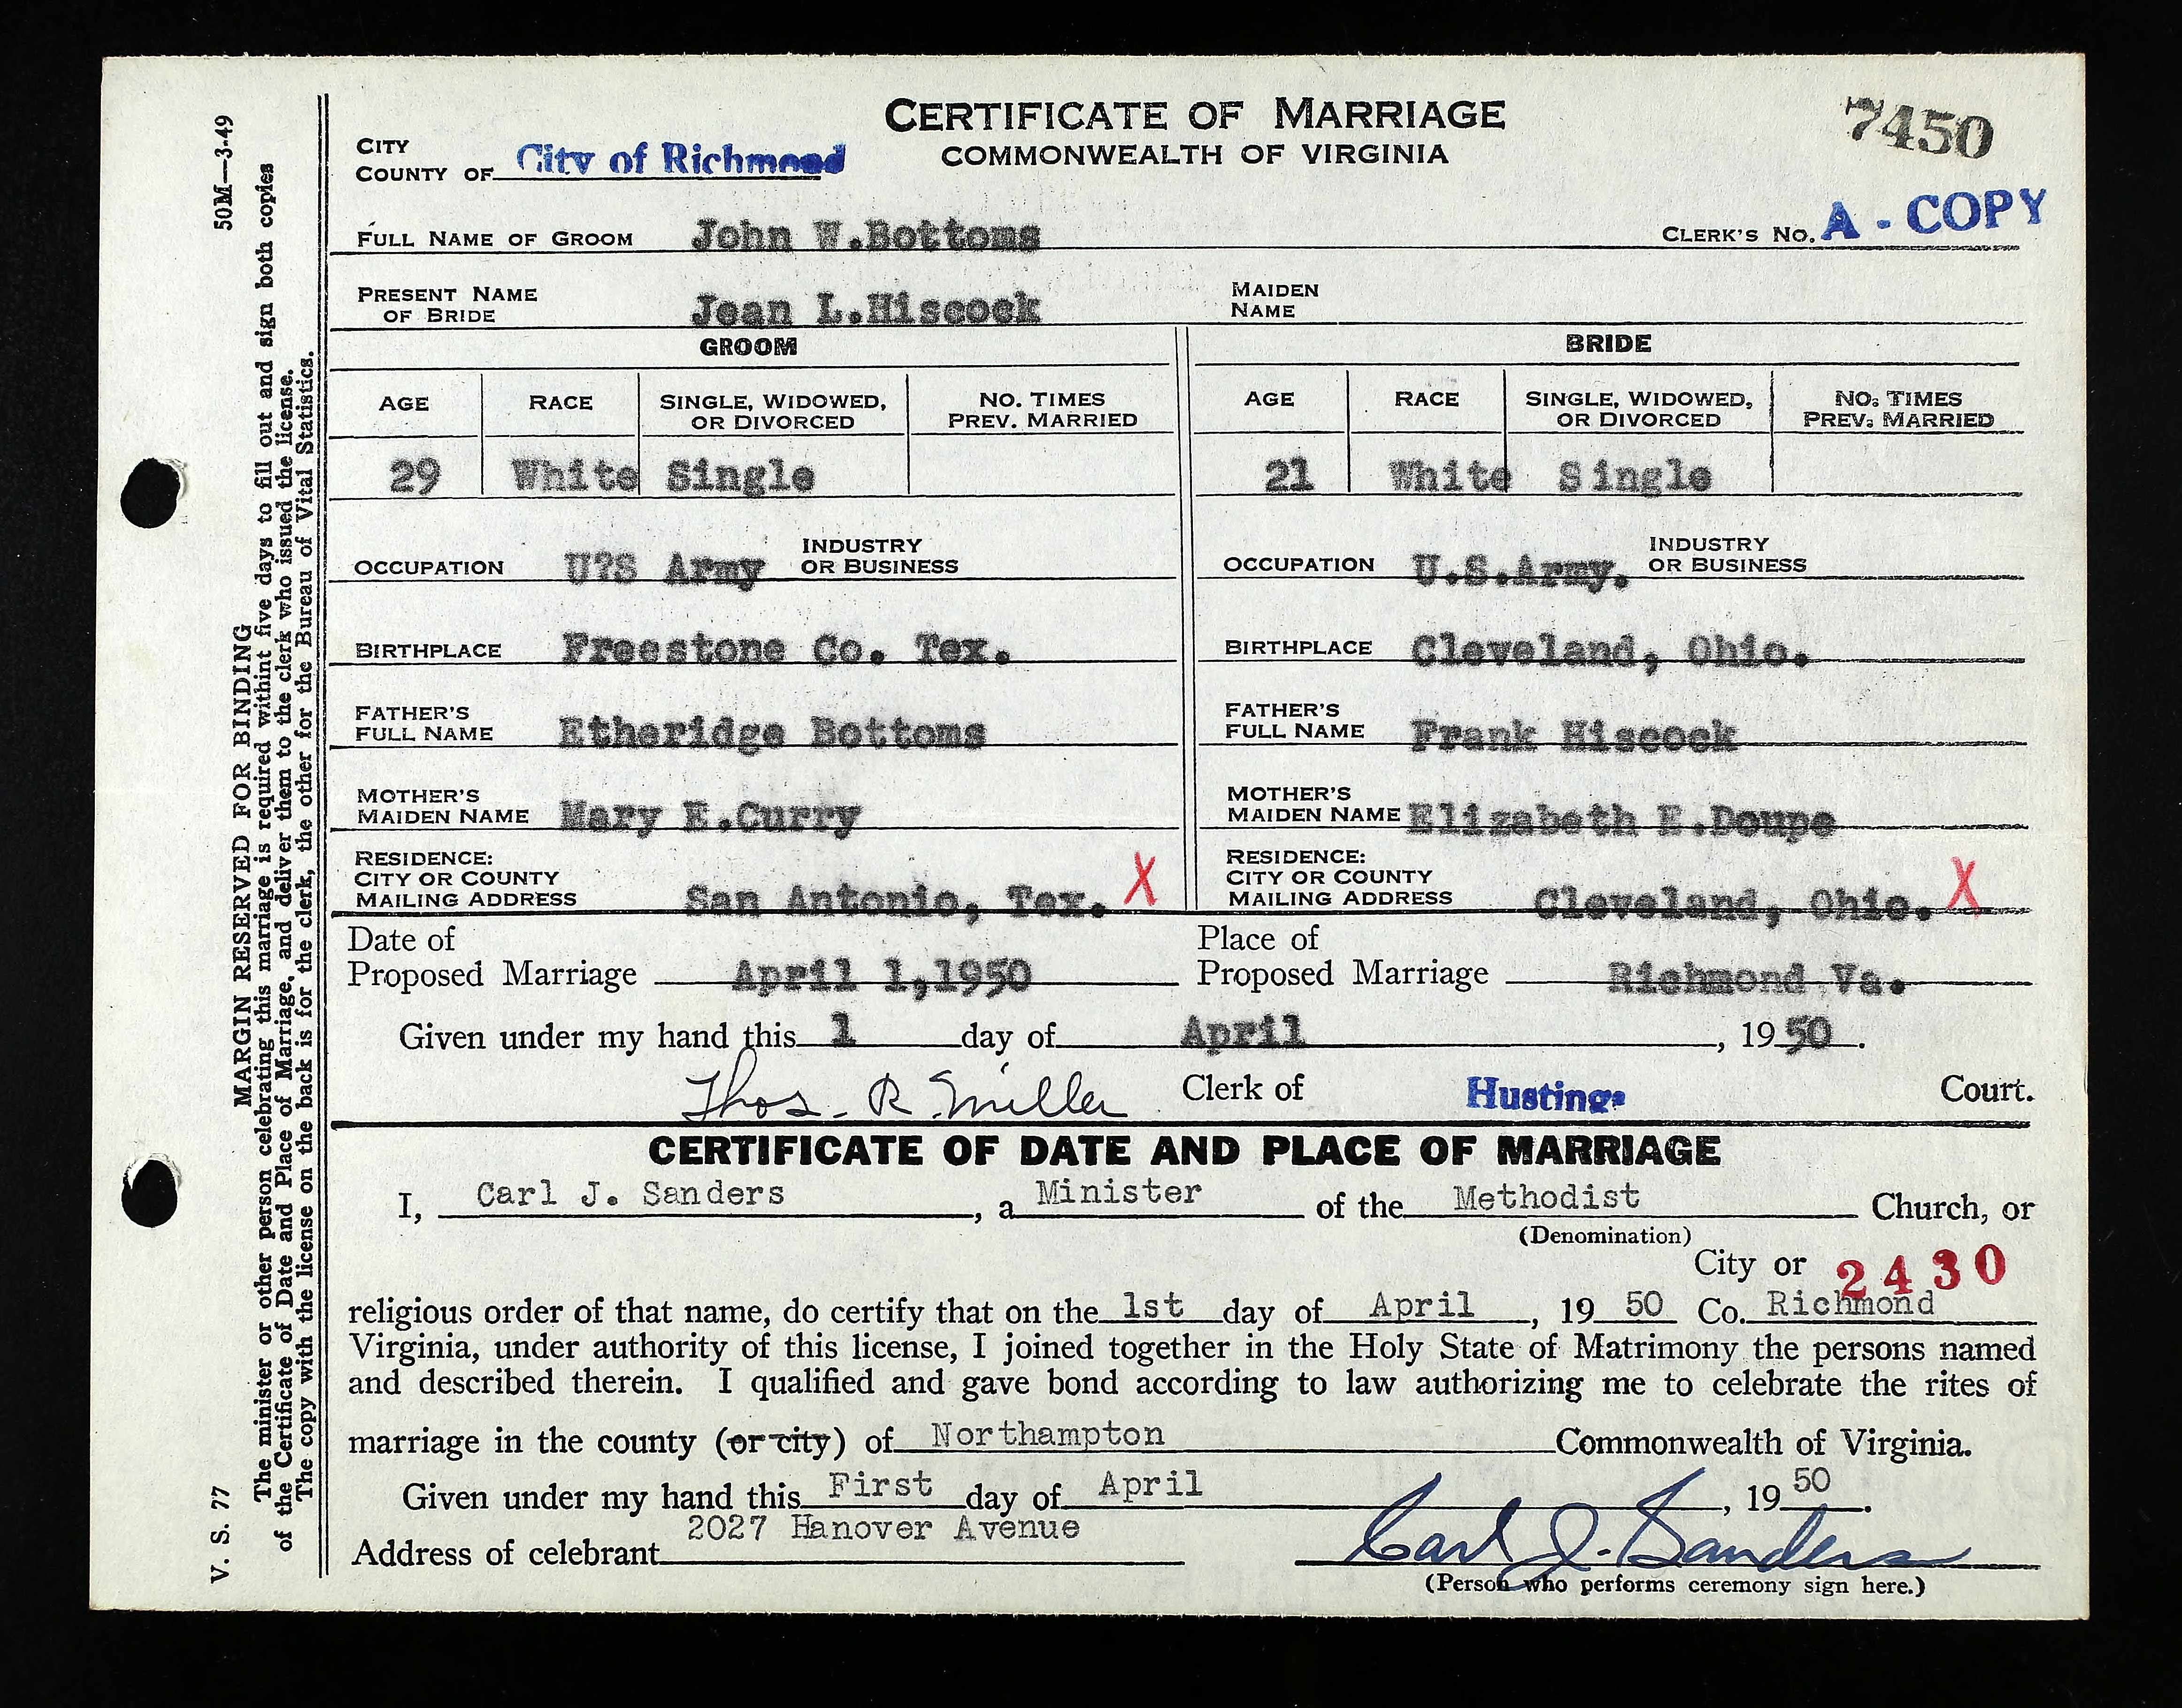 CERTIFICATE OF MARRIAGE
COMMONWEALTH OF VIRGINIA
7450
CITY
COUNTY OF City of Richmond
FULL NAME OF GROOM John W.Bottoms
CLERK'S NO. A - COPY
PRESENT NAME OF BRIDE Jean L.Hiscock MAIDEN NAME
GROOM BRIDE
AGE RACE SINGLE, WIDOWED, OR DIVORCED NO. TIMES PREV. MARRIED AGE RACE SINGLE, WIDOWED, OR DIVORCED NO. TIMES PREV. MARRIED
29 White Single 21 White Single
OCCUPATION U?S Army INDUSTRY OR BUSINESS OCCUPATION U.S.Army. INDUSTRY OR BUSINESS
BIRTHPLACE Freestone Co. Tex. BIRTHPLACE Cleveland, Ohio.
FATHER'S FULL NAME Etheridge Bottoms FATHER'S FULL NAME Frank Hiscock
MOTHER'S MAIDEN NAME Mary E.Curry MOTHER'S MAIDEN NAME Elizabeth E.Doupe
RESIDENCE: CITY OR COUNTY MAILING ADDRESS San Antonio, Tex. X RESIDENCE: CITY OR COUNTY MAILING ADDRESS Cleveland, Ohio. X
Date of Proposed Marriage April 1,1950 Place of Proposed Marriage Richmond Va.
Given under my hand this 1 day of April, 19 50.
Thos. R. Miller Clerk of Hustings Court.
CERTIFICATE OF DATE AND PLACE OF MARRIAGE
I, Carl J. Sanders, a Minister of the Methodist Church, or
(Denomination)
City or 2430
religious order of that name, do certify that on the 1st day of April, 19 50 Co. Richmond
Virginia, under authority of this license, I joined together in the Holy State of Matrimony the persons named
and described therein. I qualified and gave bond according to law authorizing me to celebrate the rites of
marriage in the county (or city) of Northampton Commonwealth of Virginia.
Given under my hand this First day of April, 19 50.
Address of celebrant 2027 Hanover Avenue
Carl J. Sanders
(Person who performs ceremony sign here.)
V. S. 77 MARGIN RESERVED FOR BINDING 50M—3-49
The minister or other person celebrating this marriage is required withint five days to fill out and sign both copies
of the Certificate of Date and Place of Marriage, and deliver them to the clerk who issued the license.
The copy with the license on the back is for the clerk, the other for the Bureau of Vital Statistics.